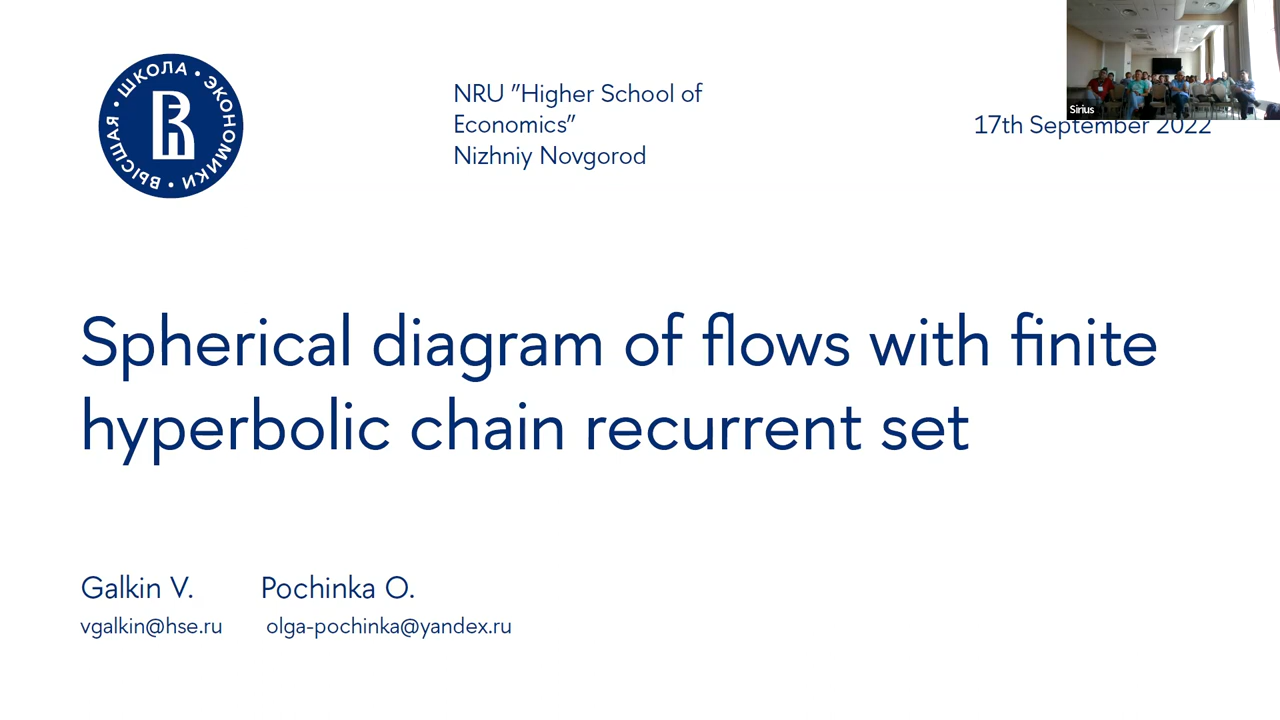 ВЫСШАЯ • ШКОЛА • ЭКОНОМИКИ •
NRU "Higher School of
Economics"
Nizhniy Novgorod
Sirius
17th September 2022
Spherical diagram of flows with finite
hyperbolic chain recurrent set
Galkin V. Pochinka O.
vgalkin@hse.ru olga-pochinka@yandex.ru